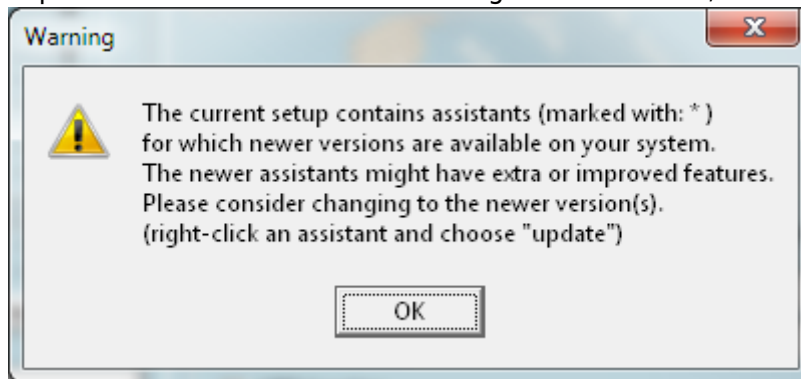 Warning
The current setup contains assistants (marked with: * )
for which newer versions are available on your system.
The newer assistants might have extra or improved features.
Please consider changing to the newer version(s).
(right-click an assistant and choose "update")
OK